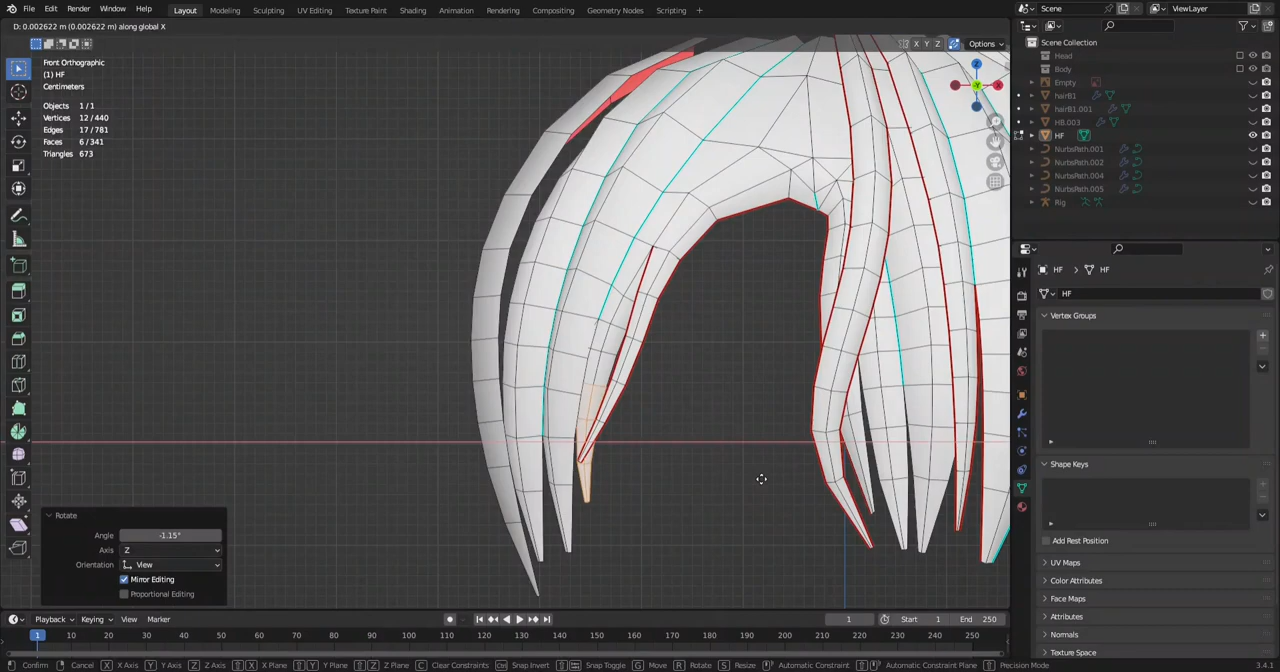 File Edit Render Window Help Layout Modeling Sculpting UV Editing Texture Paint Shading Animation Rendering Compositing Geometry Nodes Scripting + Scene ViewLayer
D: 0.002622 m (0.002622 m) along global X
X Y Z Options
Front Orthographic
(1) HF
Centimeters
Objects 1 / 1
Vertices 12 / 440
Edges 17 / 781
Faces 6 / 341
Triangles 673
Z
X
-Y
Scene Collection
Head
Body
Empty
hairB1
hairB1.001
HB.003
HF
NurbsPath.001
NurbsPath.002
NurbsPath.004
NurbsPath.005
Rig
HF > HF
HF
Vertex Groups
Shape Keys
Add Rest Position
UV Maps
Color Attributes
Face Maps
Attributes
Normals
Texture Space
Rotate
Angle -1.15°
Axis Z
Orientation View
Mirror Editing
Proportional Editing
Playback Keying View Marker 1 Start 1 End 250
1 10 20 30 40 50 60 70 80 90 100 110 120 130 140 150 160 170 180 190 200 210 220 230 240 250
Confirm Cancel X X Axis Y Y Axis Z Z Axis X X Plane Y Y Plane Z Z Plane C Clear Constraints Snap Invert Snap Toggle G Move R Rotate S Resize Automatic Constraint Automatic Constraint Plane Precision Mode 3.4.1